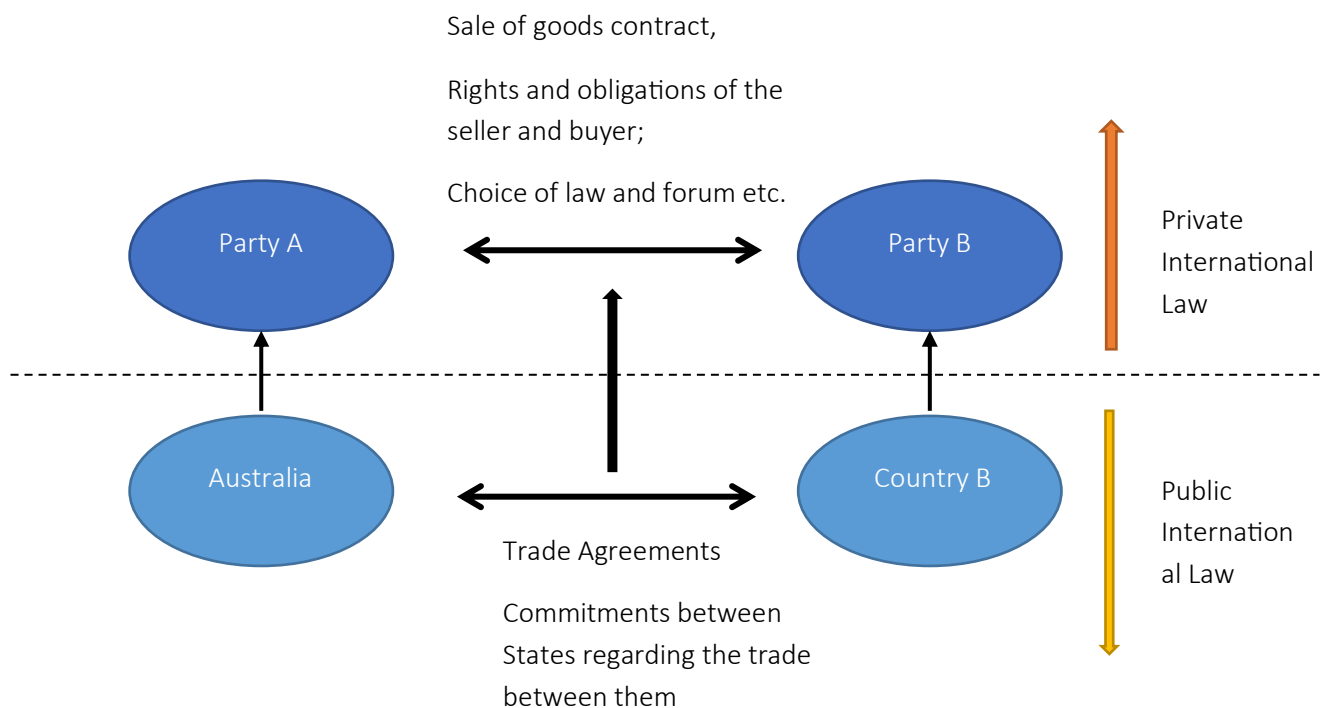 Sale of goods contract,
Rights and obligations of the
seller and buyer;
Choice of law and forum etc.
Party A
Party B
Private
International
Law
Australia
Country B
Trade Agreements
Commitments between
States regarding the trade
between them
Public
Internation
al Law